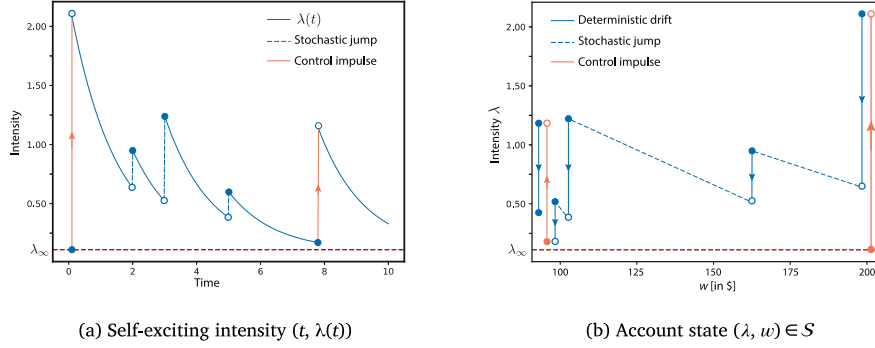 2.00
1.50
1.00
0.50
λ∞
Intensity
λ(t)
Stochastic jump
Control impulse
0
2
4
6
8
10
Time
(a) Self-exciting intensity (t, λ(t))
2.00
1.50
1.00
0.50
λ∞
Intensity λ
Deterministic drift
Stochastic jump
Control impulse
100
125
150
175
200
w [in $]
(b) Account state (λ, w) ∈ S